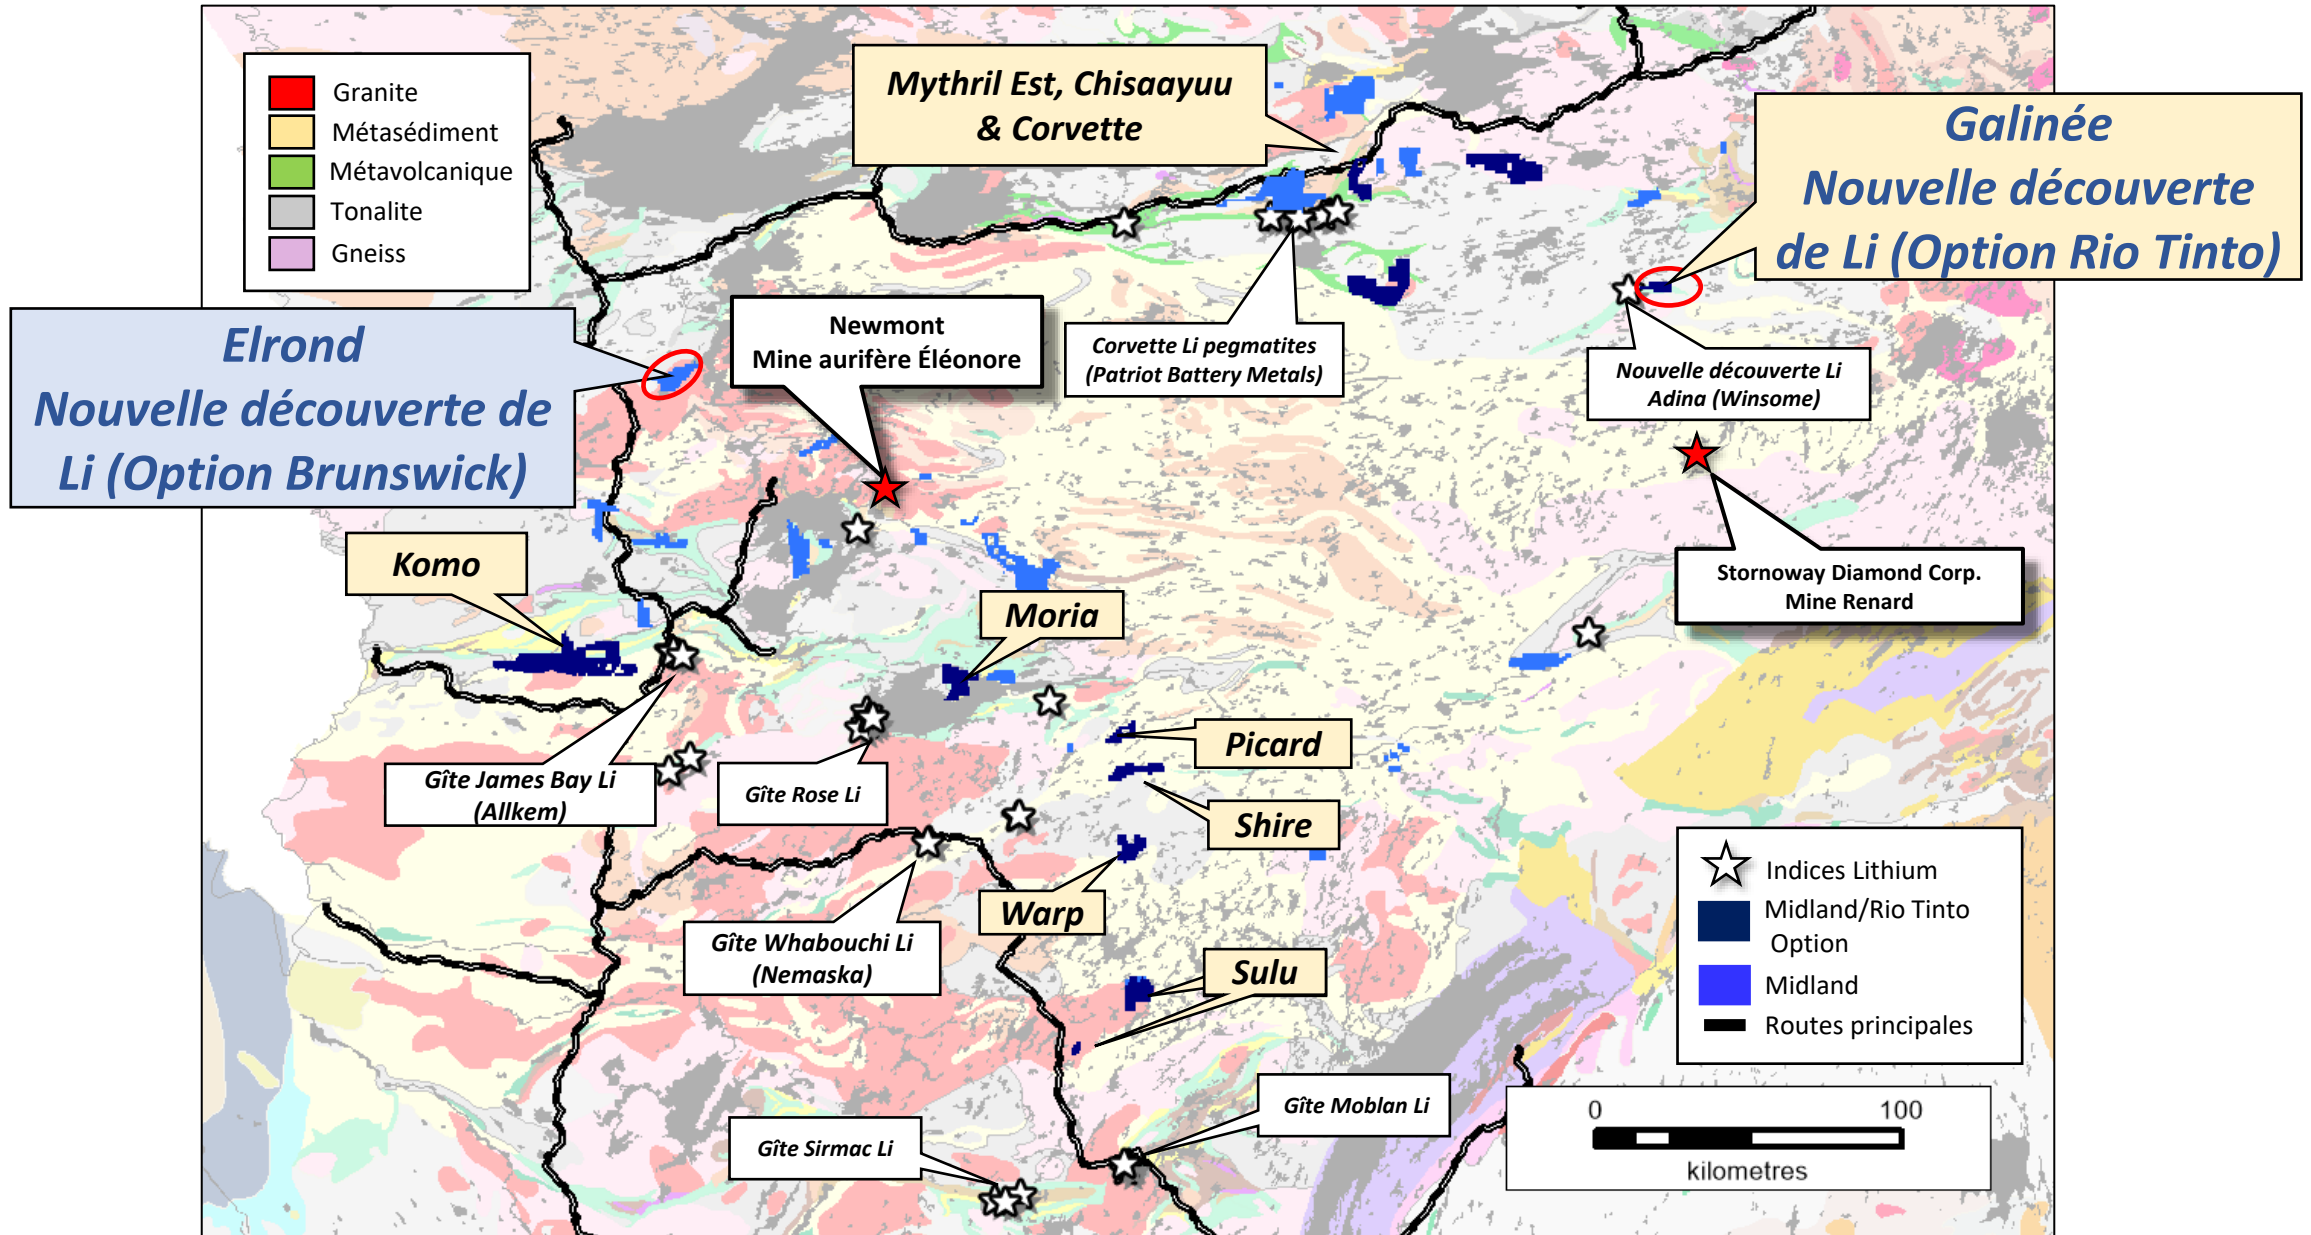 Granite
Métasédiment
Métavolcanique
Tonalite
Gneiss
Mythril Est, Chisaayuu
& Corvette
Galinée
Nouvelle découverte
de Li (Option Rio Tinto)
Elrond
Nouvelle découverte de
Li (Option Brunswick)
Newmont
Mine aurifère Éléonore
Corvette Li pegmatites
(Patriot Battery Metals)
Nouvelle découverte Li
Adina (Winsome)
Komo
Moria
Stornoway Diamond Corp.
Mine Renard
Picard
Gîte James Bay Li
(Allkem)
Gîte Rose Li
Shire
Warp
Gîte Whabouchi Li
(Nemaska)
Sulu
Indices Lithium
Midland/Rio Tinto
Option
Midland
Routes principales
Gîte Moblan Li
Gîte Sirmac Li
0 100
kilometres